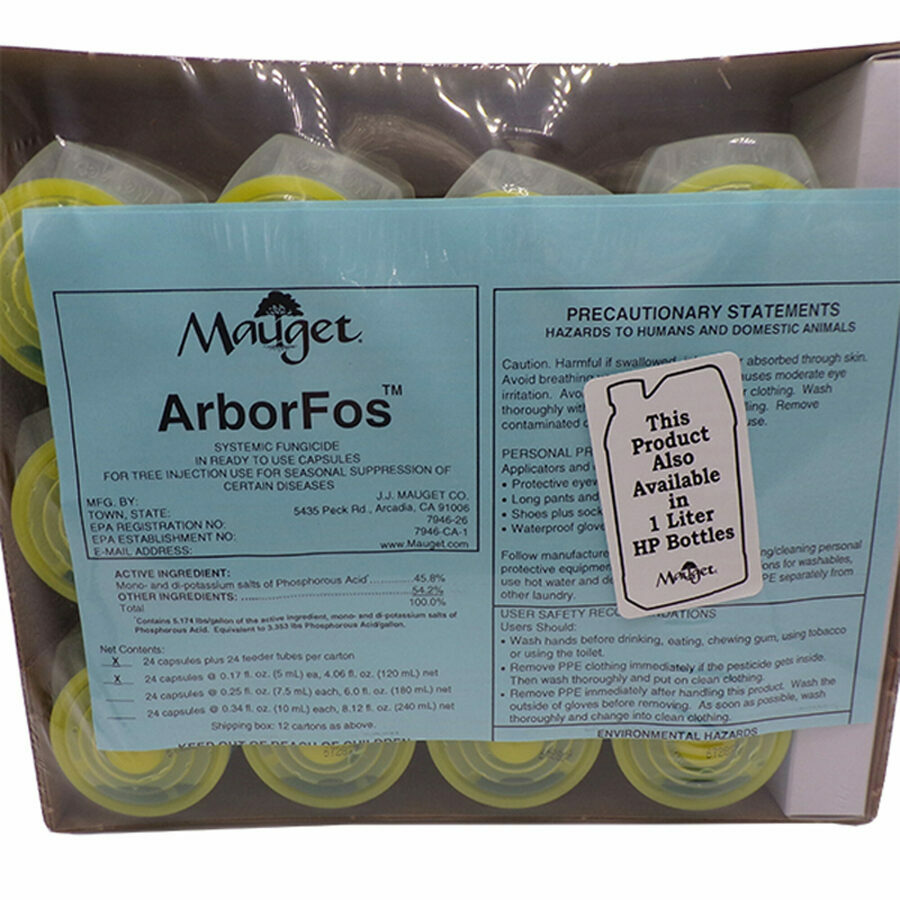 Mauget®
ArborFos™
SYSTEMIC FUNGICIDE
IN READY TO USE CAPSULES
FOR TREE INJECTION USE FOR SEASONAL SUPPRESSION OF
CERTAIN DISEASES
MFG. BY: J.J. MAUGET CO.
TOWN, STATE: 5435 Peck Rd., Arcadia, CA 91006
EPA REGISTRATION NO: 7946-26
EPA ESTABLISHMENT NO: 7946-CA-1
E-MAIL ADDRESS: www.Mauget.com
ACTIVE INGREDIENT:
Mono- and di-potassium salts of Phosphorous Acid*...............45.8%
OTHER INGREDIENTS: ...............54.2%
Total 100.0%
*Contains 5.174 lbs/gallon of the active ingredient, mono- and di-potassium salts of
Phosphorous Acid. Equivalent to 3.353 lbs Phosphorous Acid/gallon.
Net Contents:
X 24 capsules plus 24 feeder tubes per carton
X 24 capsules @ 0.17 fl. oz. (5 mL) ea, 4.06 fl. oz. (120 mL) net
24 capsules @ 0.25 fl. oz. (7.5 mL) each, 6.0 fl. oz. (180 mL) net
24 capsules @ 0.34 fl. oz. (10 mL) each, 8.12 fl. oz. (240 mL) net
Shipping box: 12 cartons as above.
KEEP OUT OF REACH OF CHILDREN
PRECAUTIONARY STATEMENTS
HAZARDS TO HUMANS AND DOMESTIC ANIMALS
Caution. Harmful if swallowed absorbed through skin.
Avoid breathing moderate eye
irritation. clothing. Wash
thoroughly Remove
contaminated
PERSONAL
Applicators and
• Protective
• Long pants and
• Shoes plus
• Waterproof
Follow personal
protective for washables,
use hot water and PPE separately from
other laundry.
USER SAFETY
Users Should:
• Wash hands before drinking, eating, chewing gum, using tobacco
or using the toilet.
• Remove PPE clothing immediately if the pesticide gets inside.
Then wash thoroughly and put on clean clothing.
• Remove PPE immediately after handling this product. Wash the
outside of gloves before removing. As soon as possible, wash
thoroughly and change into clean clothing.
ENVIRONMENTAL HAZARDS
This
Product
Also
Available
in
1 Liter
HP Bottles
Mauget®